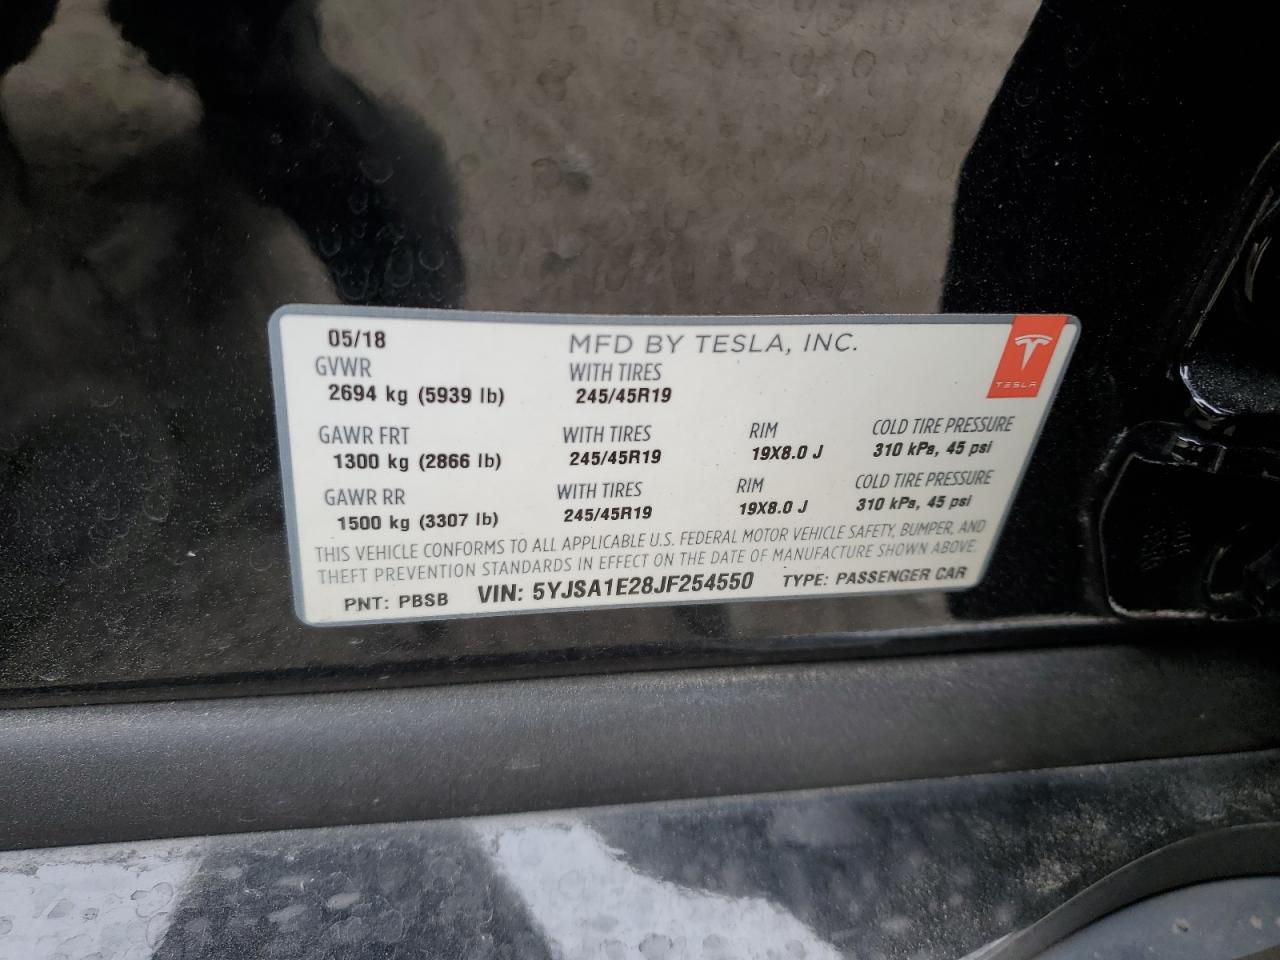 05/18 MFD BY TESLA, INC.
GVWR WITH TIRES
2694 kg (5939 lb) 245/45R19
TESLA
GAWR FRT WITH TIRES RIM COLD TIRE PRESSURE
1300 kg (2866 lb) 245/45R19 19X8.0 J 310 kPa, 45 psi
GAWR RR WITH TIRES RIM COLD TIRE PRESSURE
1500 kg (3307 lb) 245/45R19 19X8.0 J 310 kPa, 45 psi
THIS VEHICLE CONFORMS TO ALL APPLICABLE U.S. FEDERAL MOTOR VEHICLE SAFETY, BUMPER, AND
THEFT PREVENTION STANDARDS IN EFFECT ON THE DATE OF MANUFACTURE SHOWN ABOVE.
PNT: PBSB VIN: 5YJSA1E28JF254550 TYPE: PASSENGER CAR